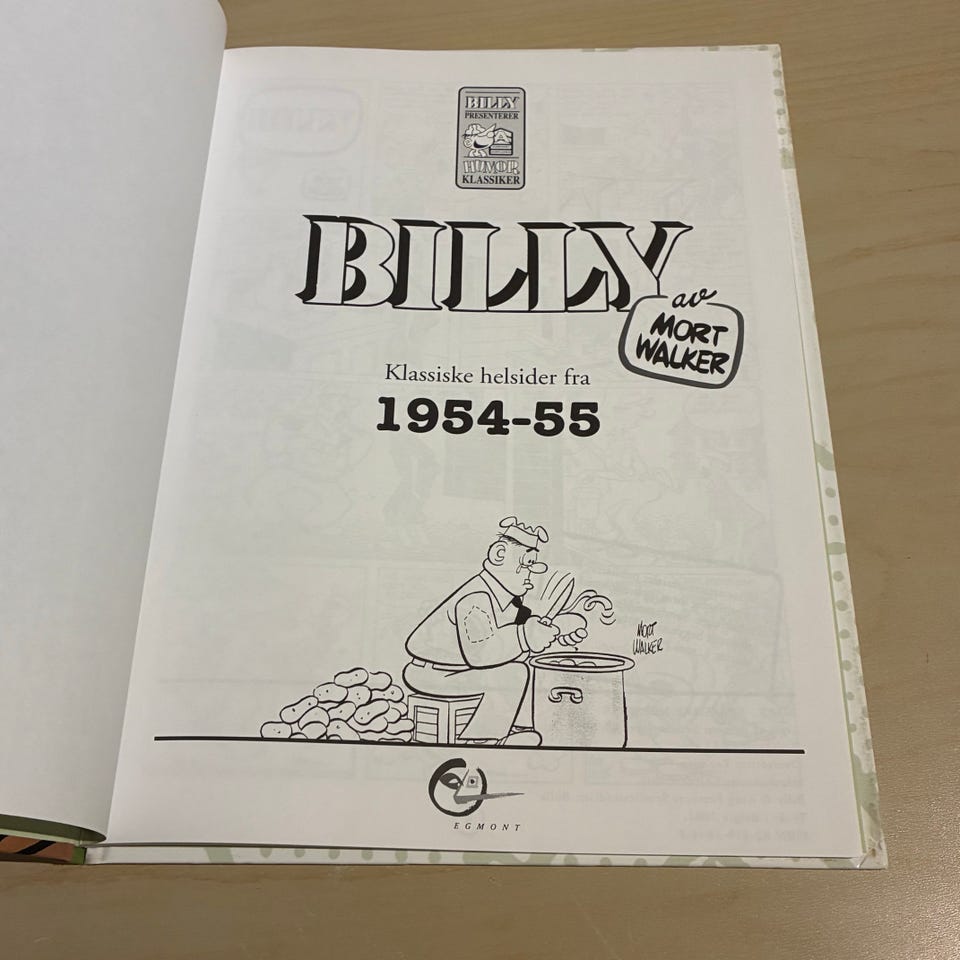 BILLY
PRESENTERER
A
HUMOR
KLASSIKER
BILLY
av
MORT
WALKER
Klassiske helsider fra
1954-55
MORT
WALKER
EGMONT